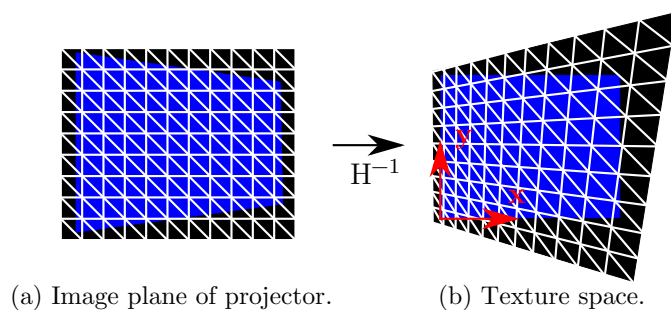 y
x
H⁻¹
(a) Image plane of projector.
(b) Texture space.